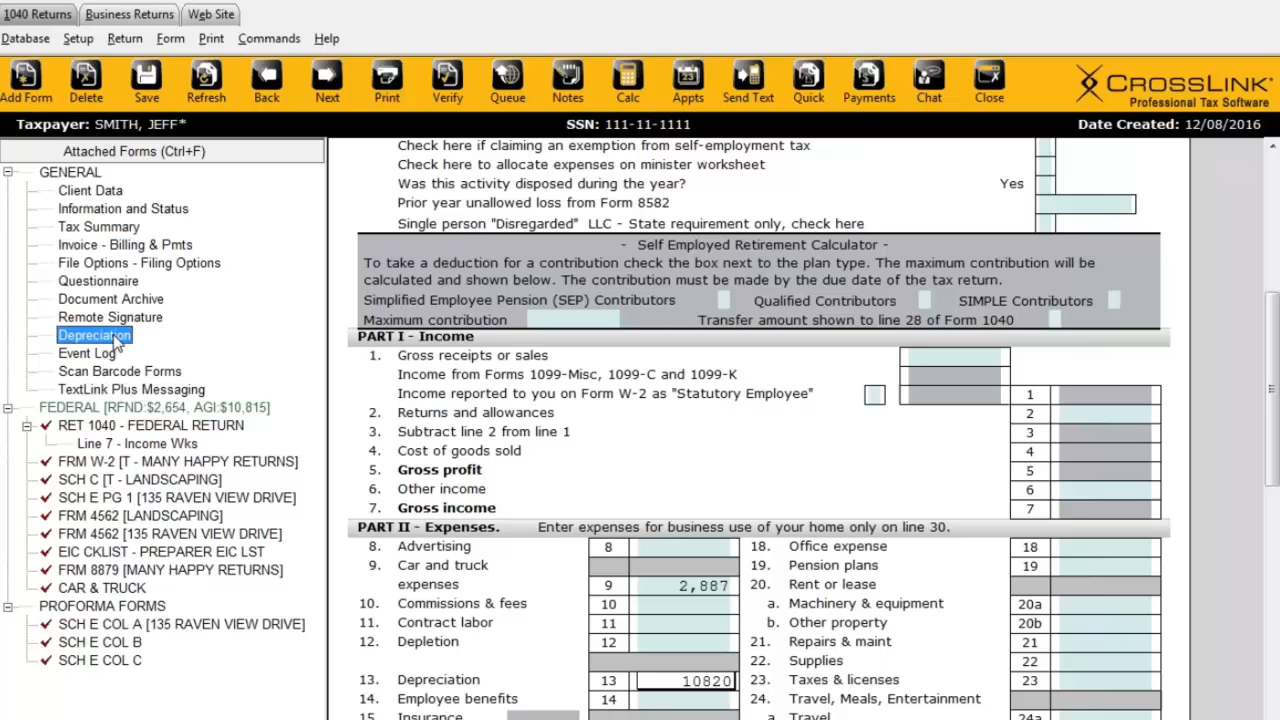 1040 Returns Business Returns Web Site
Database Setup Return Form Print Commands Help
Add Form Delete Save Refresh Back Next Print Verify Queue Notes Calc Appts Send Text Quick Payments Chat Close
CROSSLINK
Professional Tax Software
Taxpayer: SMITH, JEFF* SSN: 111-11-1111 Date Created: 12/08/2016
Attached Forms (Ctrl+F)
GENERAL
Client Data
Information and Status
Tax Summary
Invoice - Billing & Pmts
File Options - Filing Options
Questionnaire
Document Archive
Remote Signature
Depreciation
Event Log
Scan Barcode Forms
TextLink Plus Messaging
FEDERAL [RFND:$2,654, AGI:$10,815]
RET 1040 - FEDERAL RETURN
Line 7 - Income Wks
FRM W-2 [T - MANY HAPPY RETURNS]
SCH C [T - LANDSCAPING]
SCH E PG 1 [135 RAVEN VIEW DRIVE]
FRM 4562 [LANDSCAPING]
FRM 4562 [135 RAVEN VIEW DRIVE]
EIC CKLIST - PREPARER EIC LST
FRM 8879 [MANY HAPPY RETURNS]
CAR & TRUCK
PROFORMA FORMS
SCH E COL A [135 RAVEN VIEW DRIVE]
SCH E COL B
SCH E COL C
Check here if claiming an exemption from self-employment tax
Check here to allocate expenses on minister worksheet
Was this activity disposed during the year? Yes
Prior year unallowed loss from Form 8582
Single person "Disregarded" LLC - State requirement only, check here
- Self Employed Retirement Calculator -
To take a deduction for a contribution check the box next to the plan type. The maximum contribution will be
calculated and shown below. The contribution must be made by the due date of the tax return.
Simplified Employee Pension (SEP) Contributors Qualified Contributors SIMPLE Contributors
Maximum contribution Transfer amount shown to line 28 of Form 1040
PART I - Income
1. Gross receipts or sales
Income from Forms 1099-Misc, 1099-C and 1099-K
Income reported to you on Form W-2 as "Statutory Employee" 1
2. Returns and allowances 2
3. Subtract line 2 from line 1 3
4. Cost of goods sold 4
5. Gross profit 5
6. Other income 6
7. Gross income 7
PART II - Expenses. Enter expenses for business use of your home only on line 30.
8. Advertising 8 18. Office expense 18
9. Car and truck 19. Pension plans 19
expenses 9 2,887 20. Rent or lease
10. Commissions & fees 10 a. Machinery & equipment 20a
11. Contract labor 11 b. Other property 20b
12. Depletion 12 21. Repairs & maint 21
22. Supplies 22
13. Depreciation 13 10820 23. Taxes & licenses 23
14. Employee benefits 14 24. Travel, Meals, Entertainment
15. Insurance a. Travel 24a